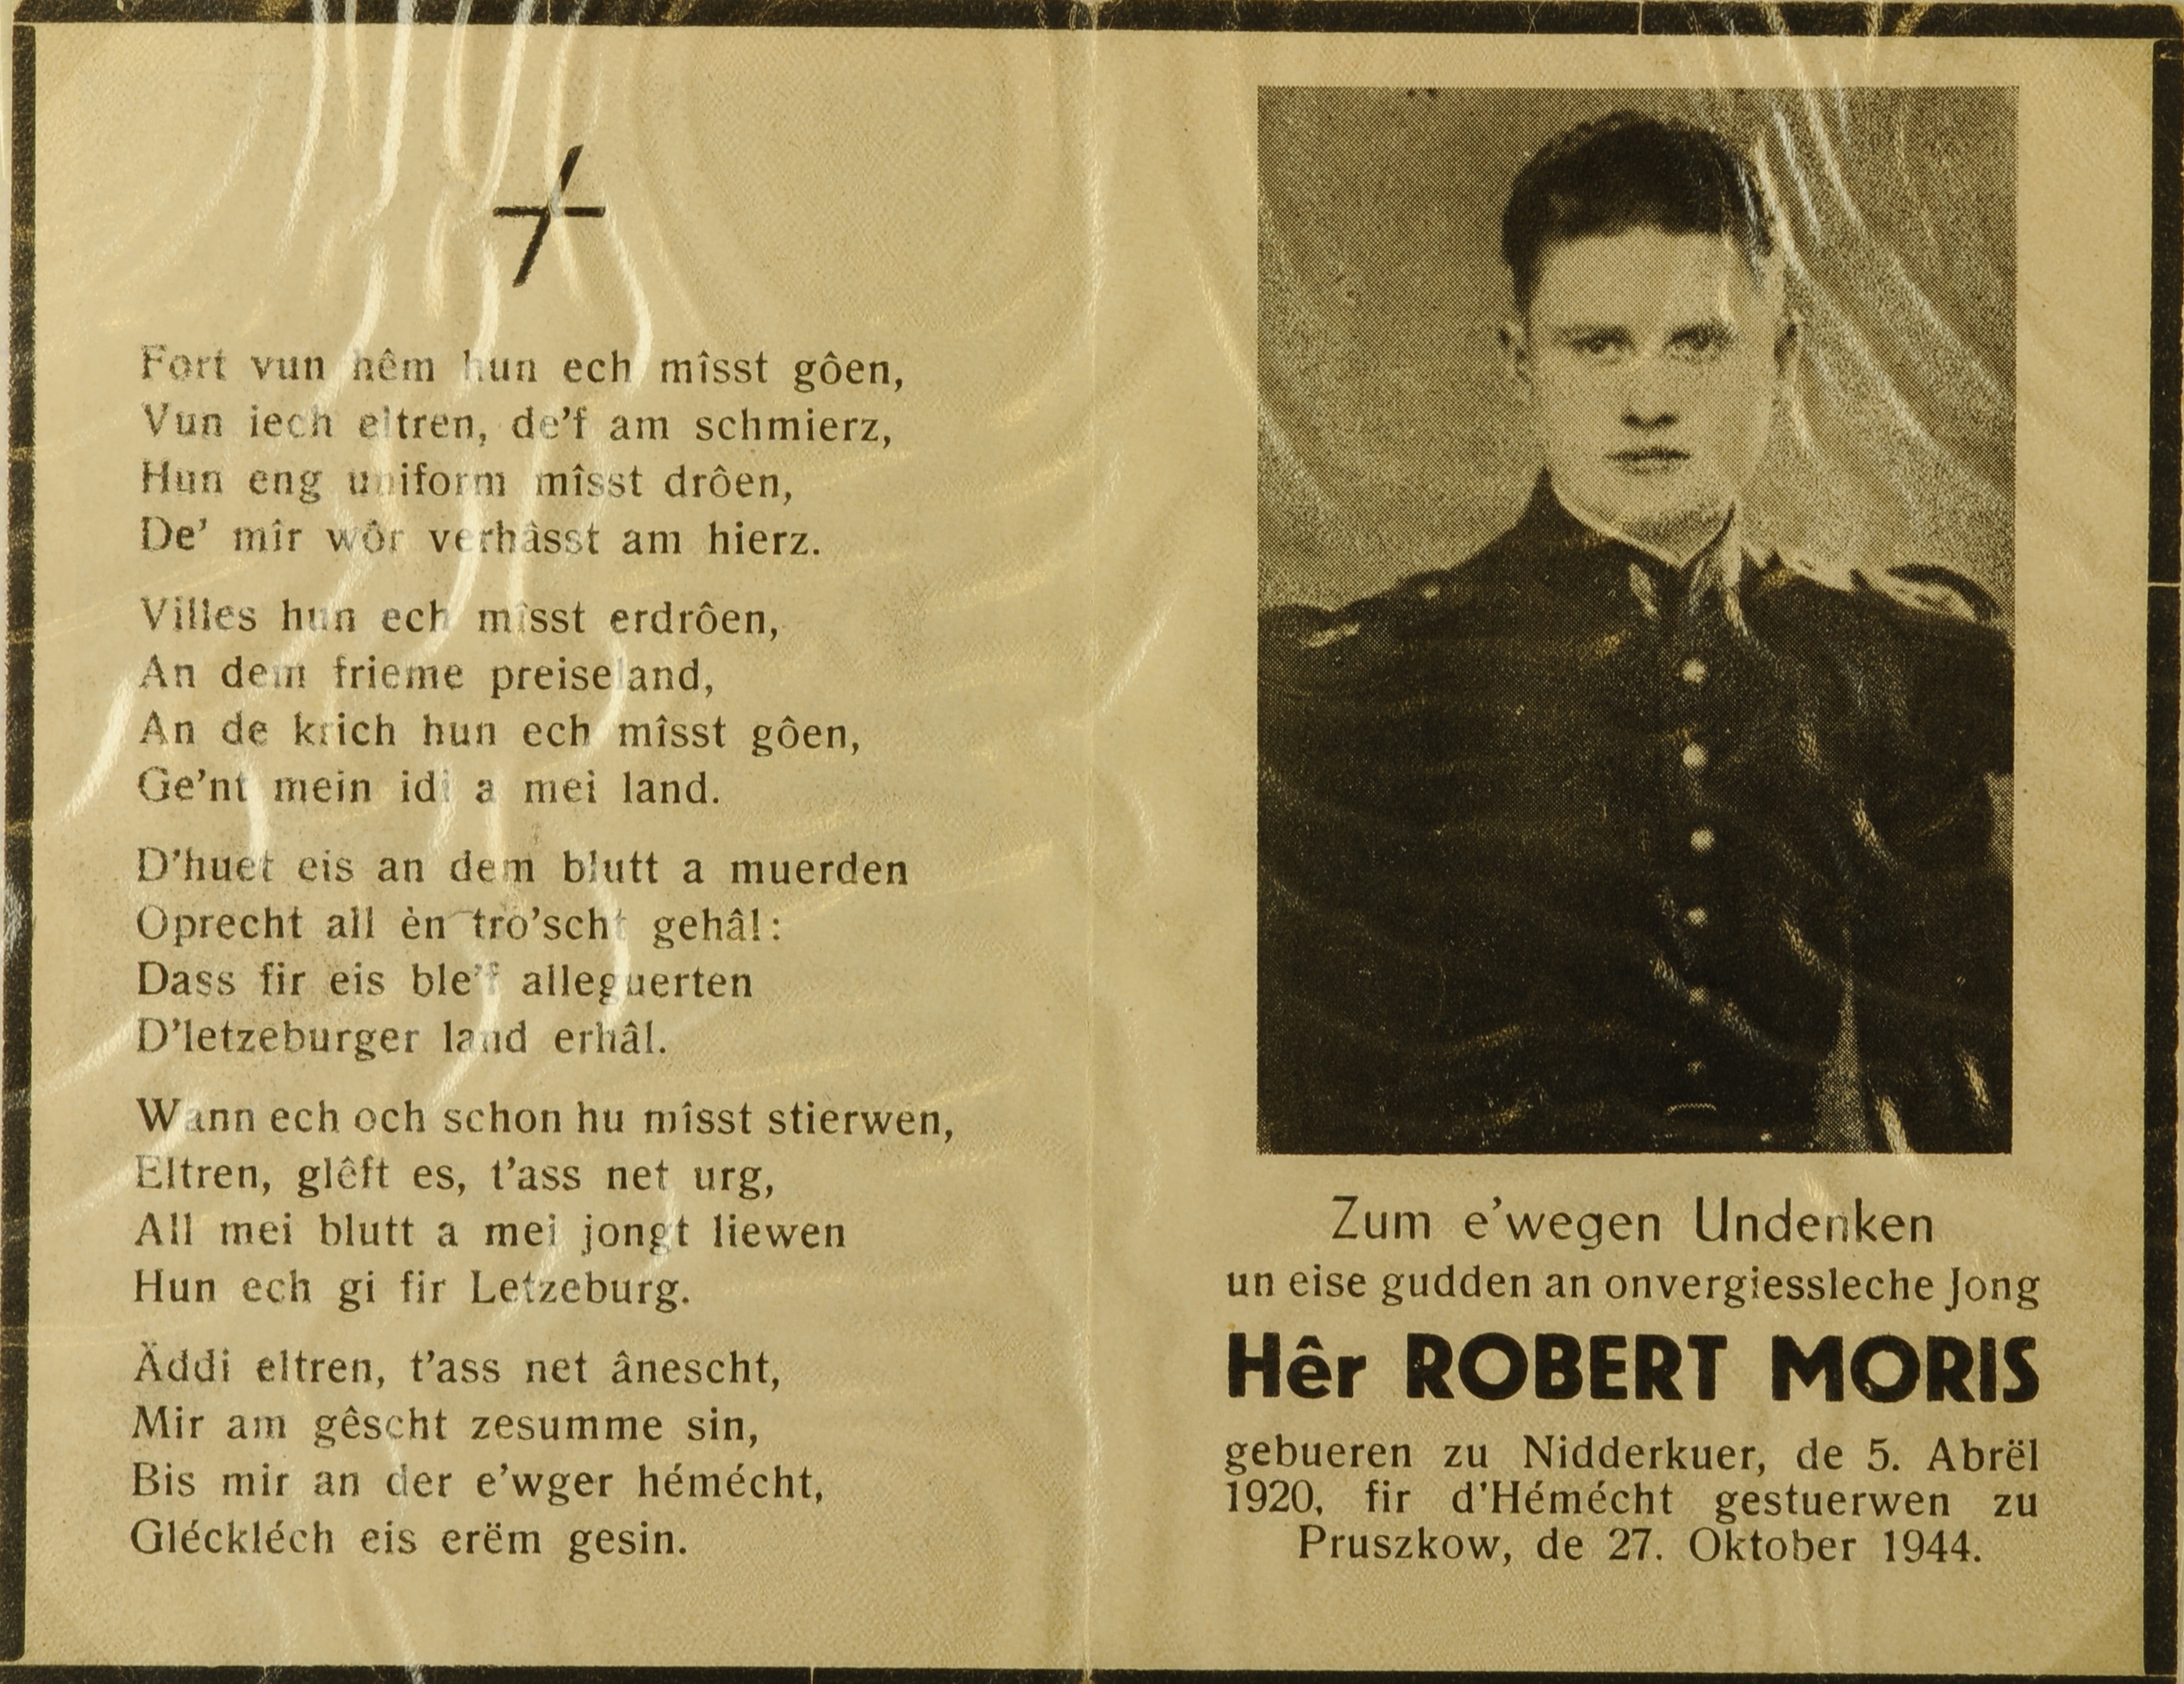 Fort vun hêm hun ech mîsst gôen,
Vun iech eltren, de'f am schmierz,
Hun eng uniform mîsst drôen,
De' mîr wôr verhâsst am hierz.
Villes hun ech mîsst erdrôen,
An dem frieme preiseland,
An de krich hun ech mîsst gôen,
Ge'nt mein idi a mei land.
D'huet eis an dem blutt a muerden
Oprecht all èn tro'scht gehâl:
Dass fir eis ble'f alleguerten
D'letzeburger land erhâl.
Wann ech och schon hu mîsst stierwen,
Eltren, glêft es, t'ass net urg,
All mei blutt a mei jongt liewen
Hun ech gi fir Letzeburg.
Äddi eltren, t'ass net ânescht,
Mir am gêscht zesumme sin,
Bis mir an der e'wger hémécht,
Gléckléch eis erëm gesin.
Zum e'wegen Undenken
un eise gudden an onvergiessleche Jong
Hêr ROBERT MORIS
gebueren zu Nidderkuer, de 5. Abrël
1920, fir d'Hémécht gestuerwen zu
Pruszkow, de 27. Oktober 1944.